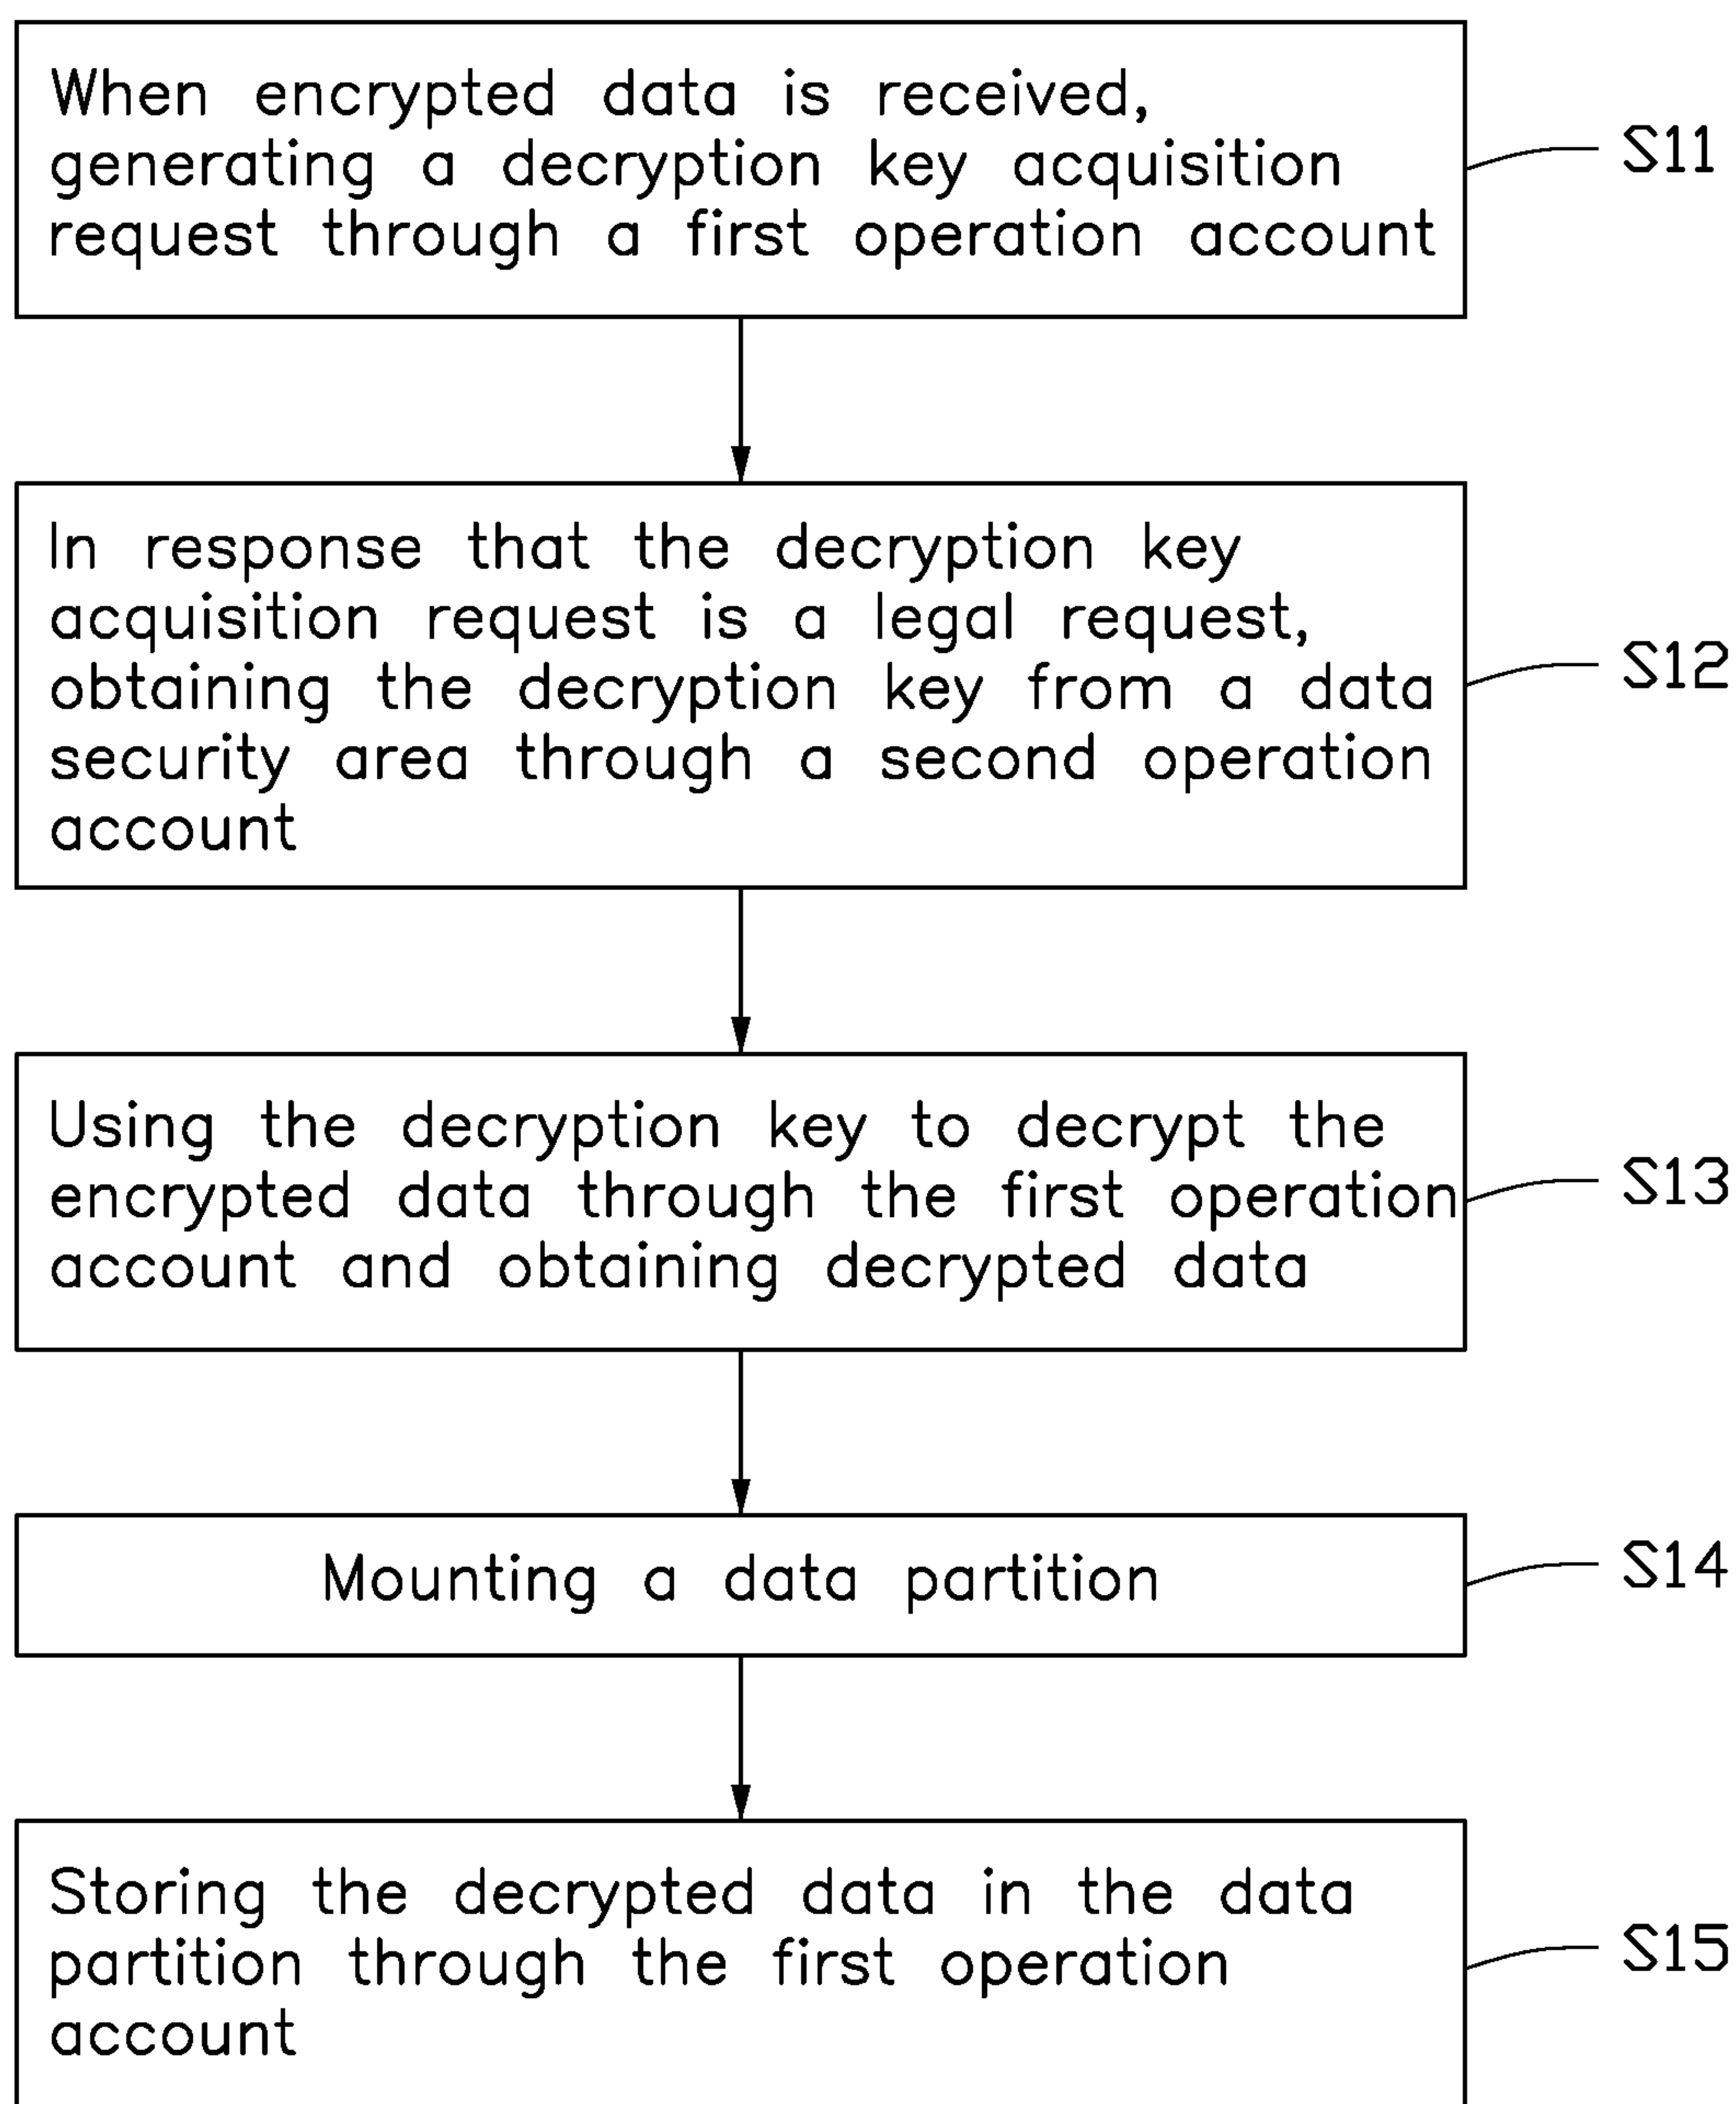 When encrypted data is received,
generating a decryption key acquisition
request through a first operation account
S11
In response that the decryption key
acquisition request is a legal request,
obtaining the decryption key from a data
security area through a second operation
account
S12
Using the decryption key to decrypt the
encrypted data through the first operation
account and obtaining decrypted data
S13
Mounting a data partition
S14
Storing the decrypted data in the data
partition through the first operation
account
S15